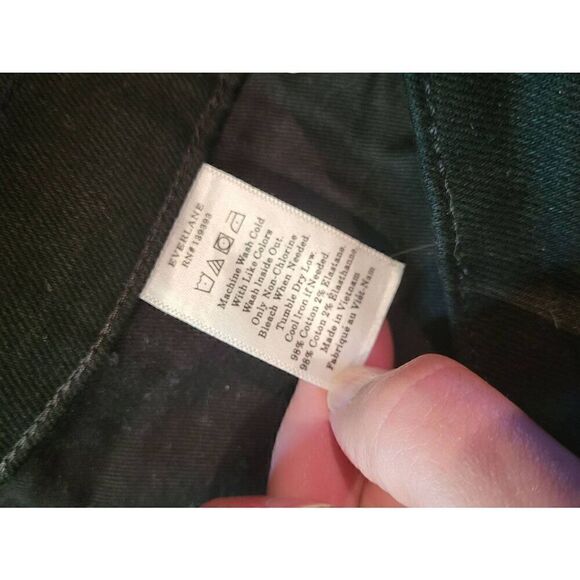 EVERLANE
RN#139393
Machine Wash Cold
With Like Colors
Wash Inside Out
Only Non-Chlorine
Bleach When Needed.
Tumble Dry Low.
Cool Iron if Needed.
98% Cotton 2% Elastane.
98% Coton 2% Élasthanne.
Made in Vietnam
Fabriqué au Viêt-Nam